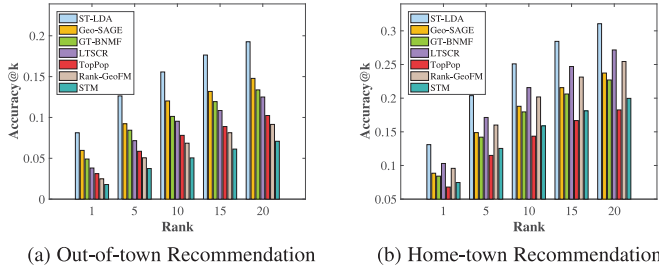 Accuracy@k
0.2
0.15
0.1
0.05
0
ST-LDA
Geo-SAGE
GT-BNMF
LTSCR
TopPop
Rank-GeoFM
STM
1 5 10 15 20
Rank
(a) Out-of-town Recommendation
Accuracy@k
0.3
0.25
0.2
0.15
0.1
0.05
ST-LDA
Geo-SAGE
GT-BNMF
LTSCR
TopPop
Rank-GeoFM
STM
1 5 10 15 20
Rank
(b) Home-town Recommendation